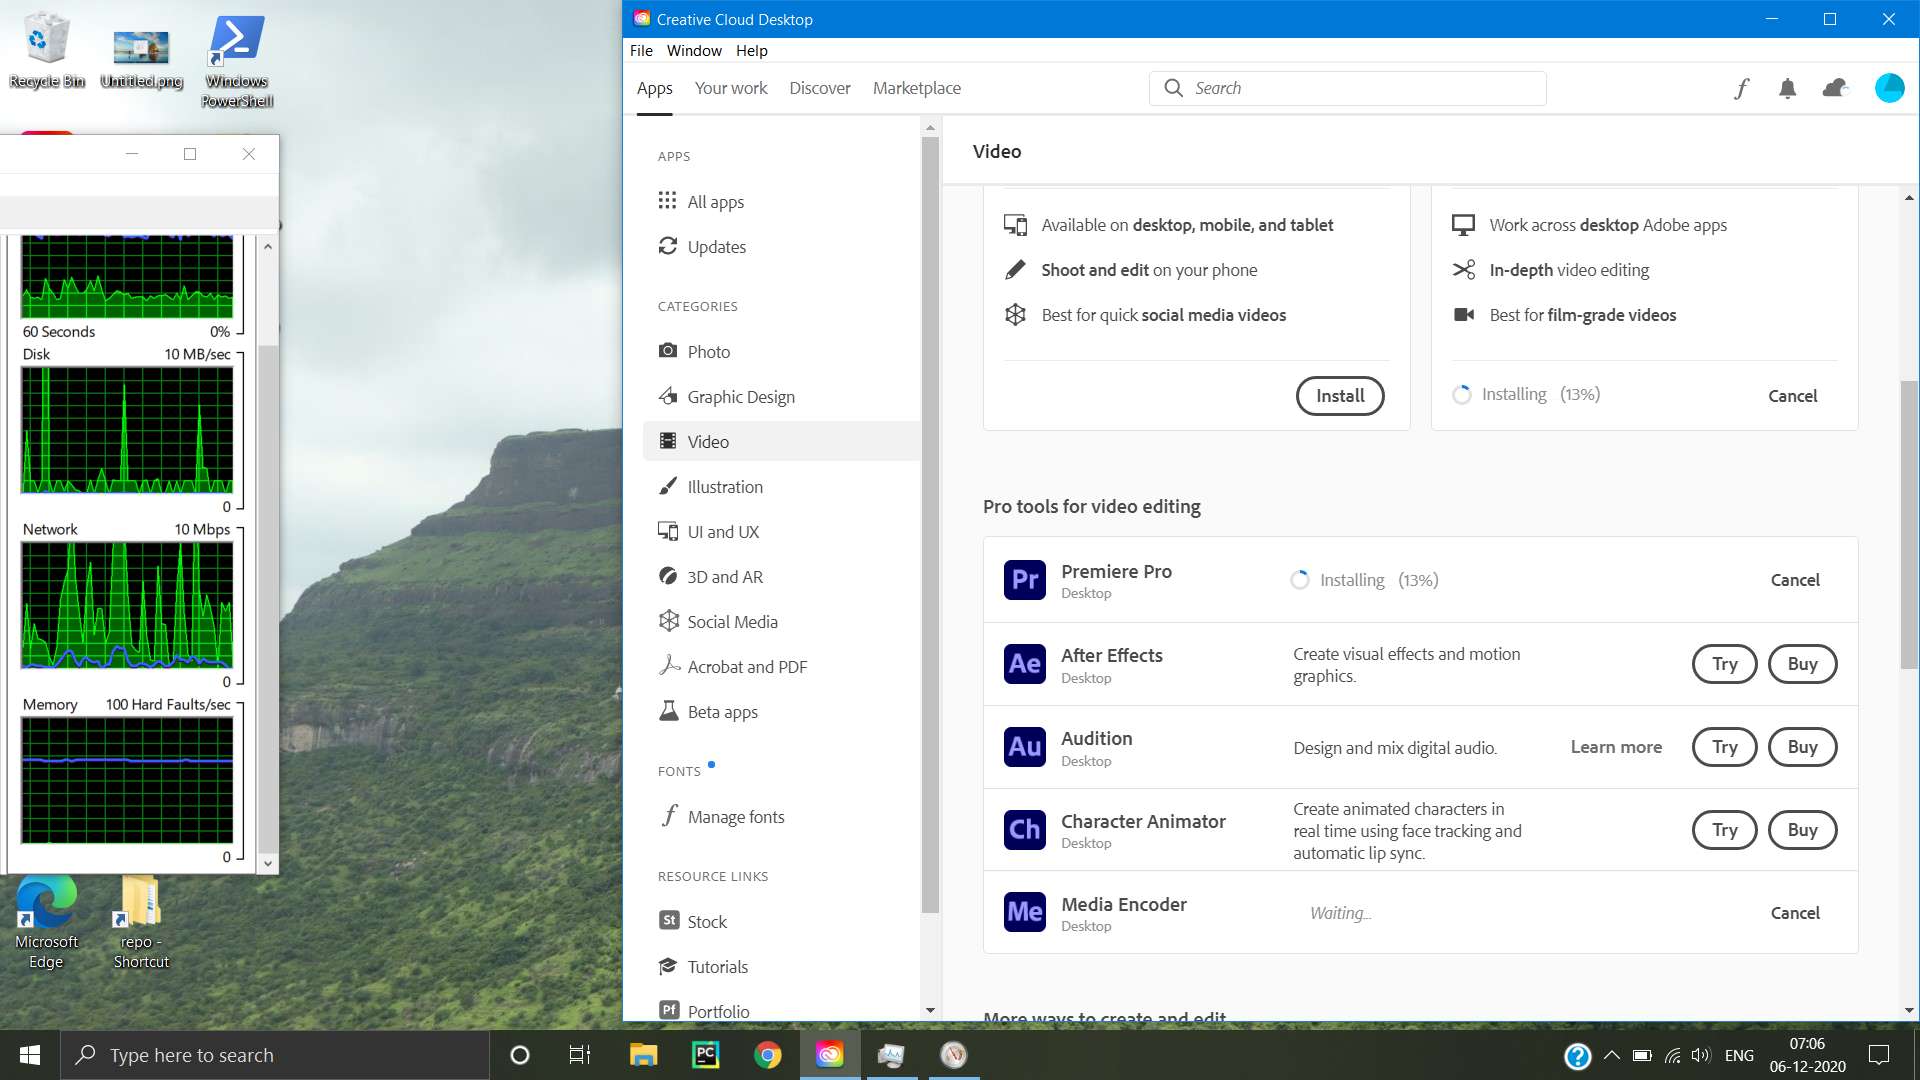 Recycle Bin
Untitled.png
Windows
PowerShell
60 Seconds 0%
Disk 10 MB/sec
0
Network 10 Mbps
0
Memory 100 Hard Faults/sec
0
Microsoft
Edge
repo -
Shortcut
Creative Cloud Desktop
File Window Help
Apps Your work Discover Marketplace
Search
APPS
All apps
Updates
CATEGORIES
Photo
Graphic Design
Video
Illustration
UI and UX
3D and AR
Social Media
Acrobat and PDF
Beta apps
FONTS
Manage fonts
RESOURCE LINKS
St Stock
Tutorials
Pf Portfolio
Video
Available on desktop, mobile, and tablet
Shoot and edit on your phone
Best for quick social media videos
Install
Work across desktop Adobe apps
In-depth video editing
Best for film-grade videos
Installing (13%) Cancel
Pro tools for video editing
Pr Premiere Pro
Desktop
Installing (13%)
Cancel
Ae After Effects
Desktop
Create visual effects and motion
graphics.
Try Buy
Au Audition
Desktop
Design and mix digital audio.
Learn more Try Buy
Ch Character Animator
Desktop
Create animated characters in
real time using face tracking and
automatic lip sync.
Try Buy
Me Media Encoder
Desktop
Waiting...
Cancel
More ways to create and edit
Type here to search
PC
ENG
07:06
06-12-2020